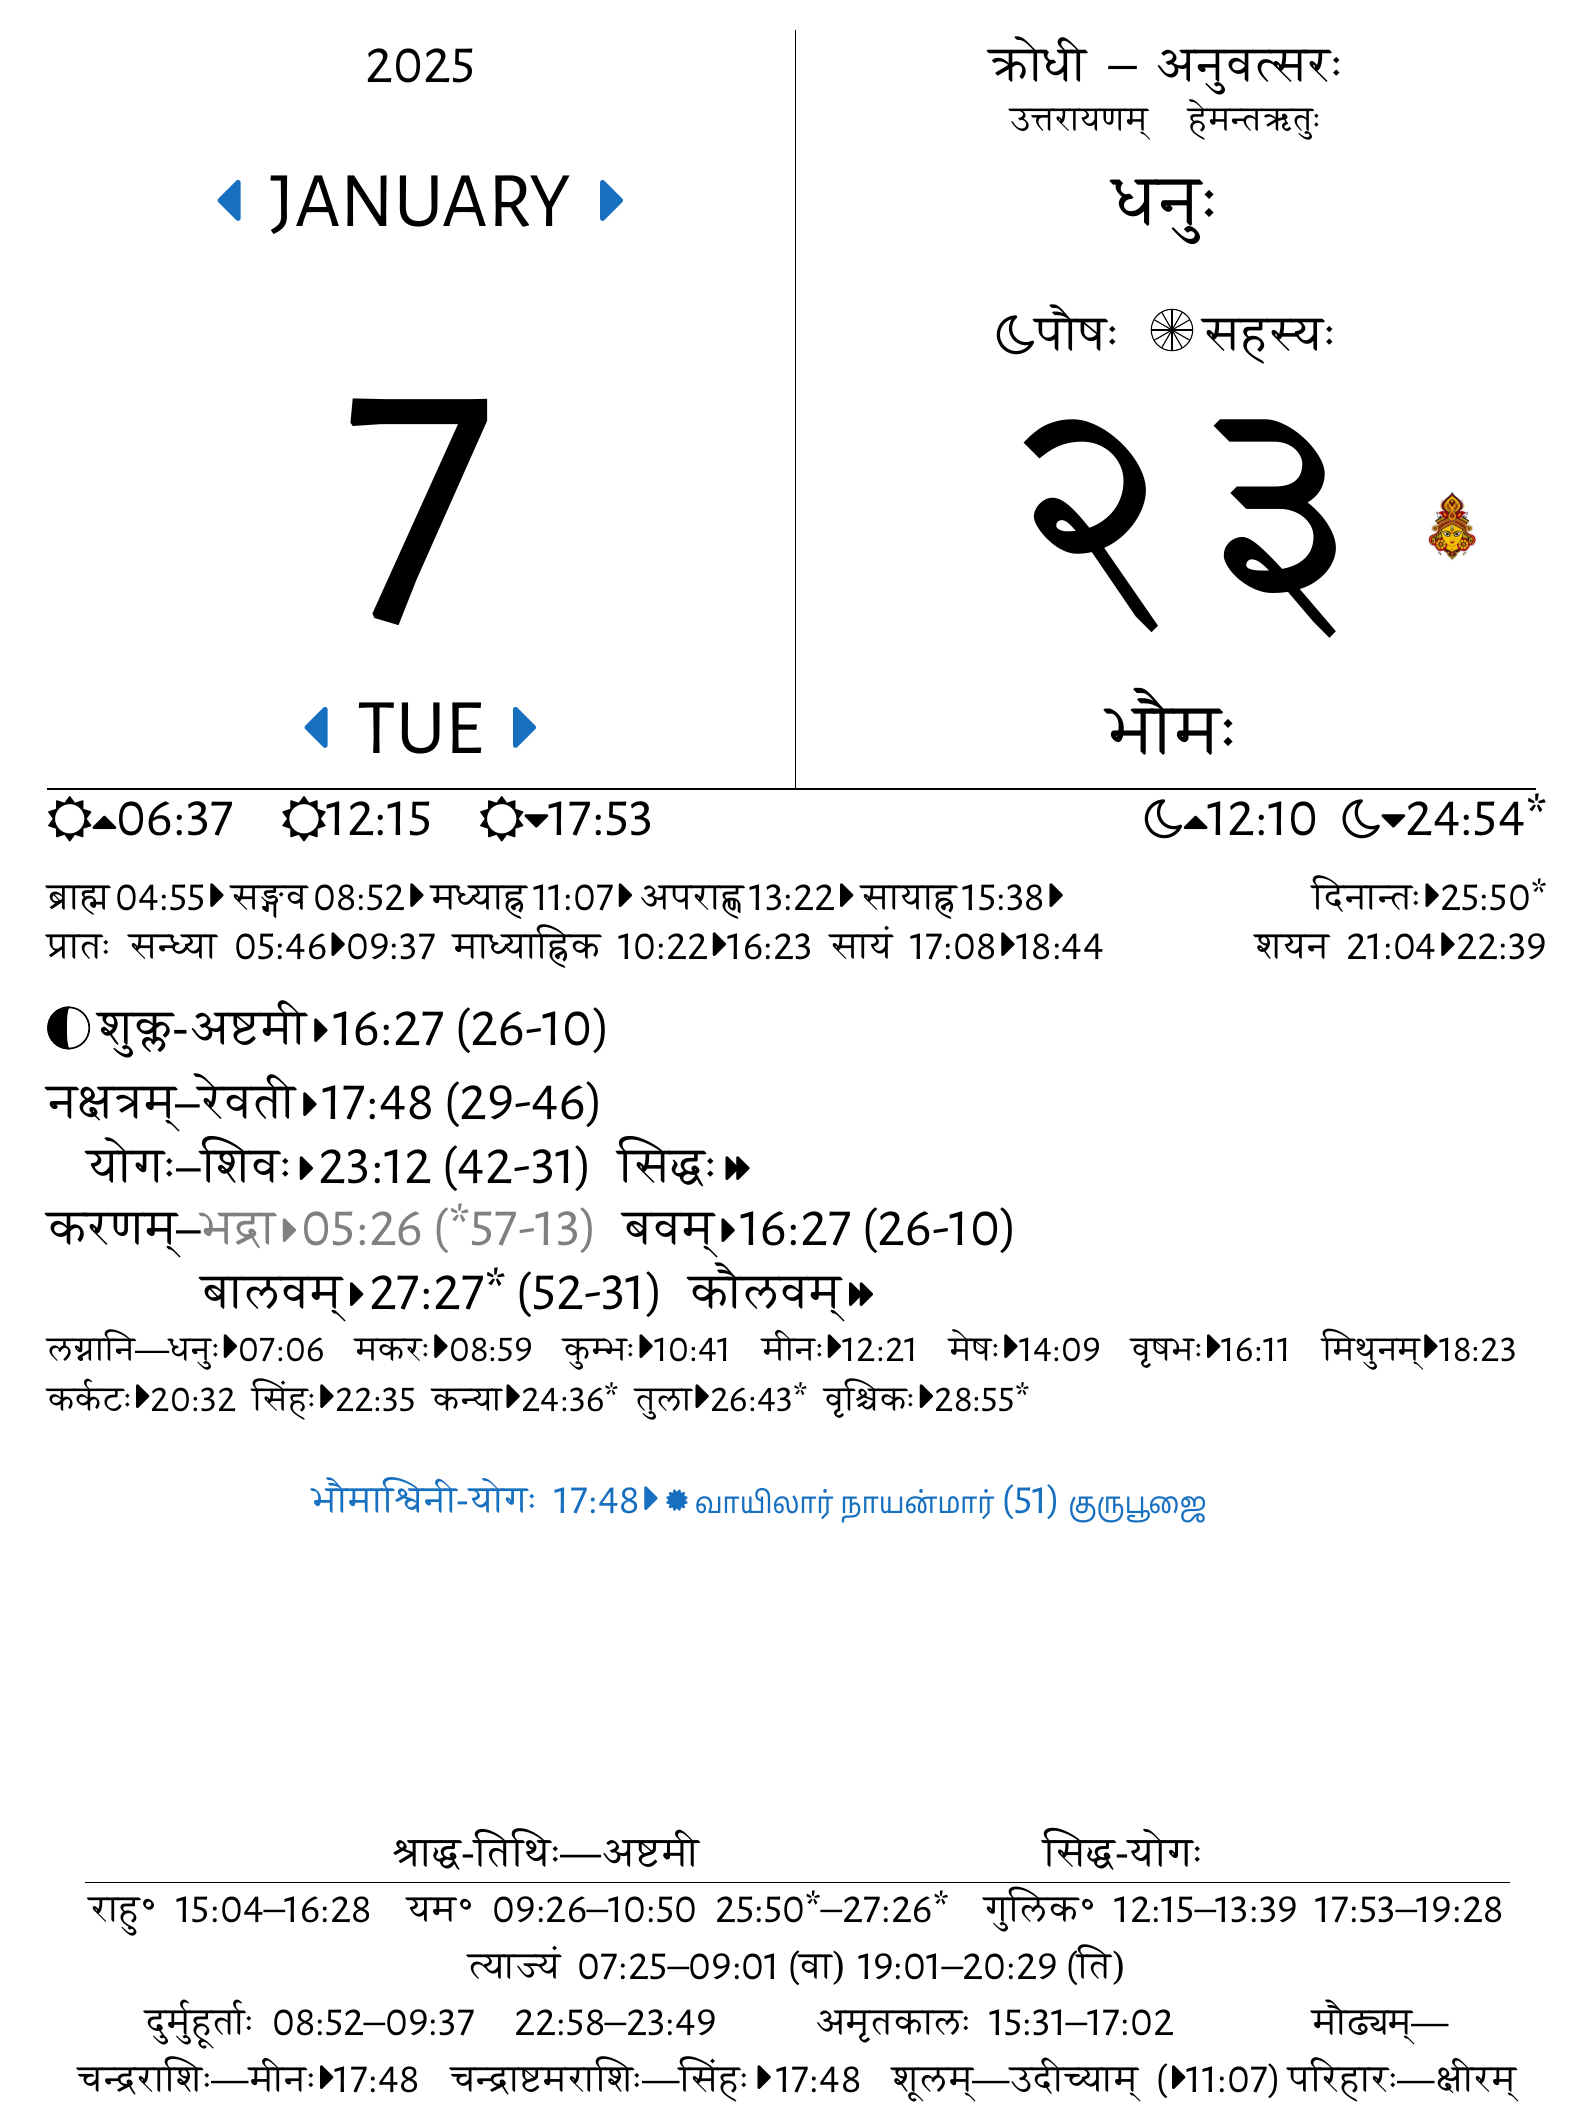 2025
JANUARY
7
TUE
क्रोधी – अनुवत्सरः
उत्तरायणम् हेमन्तऋतुः
धनुः
पौषः सहस्यः
२३
भौमः
06:37 12:15 17:53 12:10 24:54*
ब्राह्म 04:55 सङ्गव 08:52 मध्याह्न 11:07 अपराह्ण 13:22 सायाह्न 15:38 दिनान्तः 25:50*
प्रातः सन्ध्या 05:46 09:37 माध्याह्निक 10:22 16:23 सायं 17:08 18:44 शयन 21:04 22:39
शुक्ल-अष्टमी 16:27 (26-10)
नक्षत्रम्–रेवती 17:48 (29-46)
योगः–शिवः 23:12 (42-31) सिद्धः
करणम्–भद्रा 05:26 (*57-13) बवम् 16:27 (26-10)
बालवम् 27:27* (52-31) कौलवम्
लग्नानि—धनुः 07:06 मकरः 08:59 कुम्भः 10:41 मीनः 12:21 मेषः 14:09 वृषभः 16:11 मिथुनम् 18:23
कर्कटः 20:32 सिंहः 22:35 कन्या 24:36* तुला 26:43* वृश्चिकः 28:55*
भौमाश्विनी-योगः 17:48 வாயிலார் நாயன்மார் (51) குருபூஜை
श्राद्ध-तिथिः—अष्टमी सिद्ध-योगः
राहु॰ 15:04–16:28 यम॰ 09:26–10:50 25:50*–27:26* गुलिक॰ 12:15–13:39 17:53–19:28
त्याज्यं 07:25–09:01 (वा) 19:01–20:29 (ति)
दुर्मुहूर्ताः 08:52–09:37 22:58–23:49 अमृतकालः 15:31–17:02 मौढ्यम्—
चन्द्रराशिः—मीनः 17:48 चन्द्राष्टमराशिः—सिंहः 17:48 शूलम्—उदीच्याम् (11:07) परिहारः—क्षीरम्